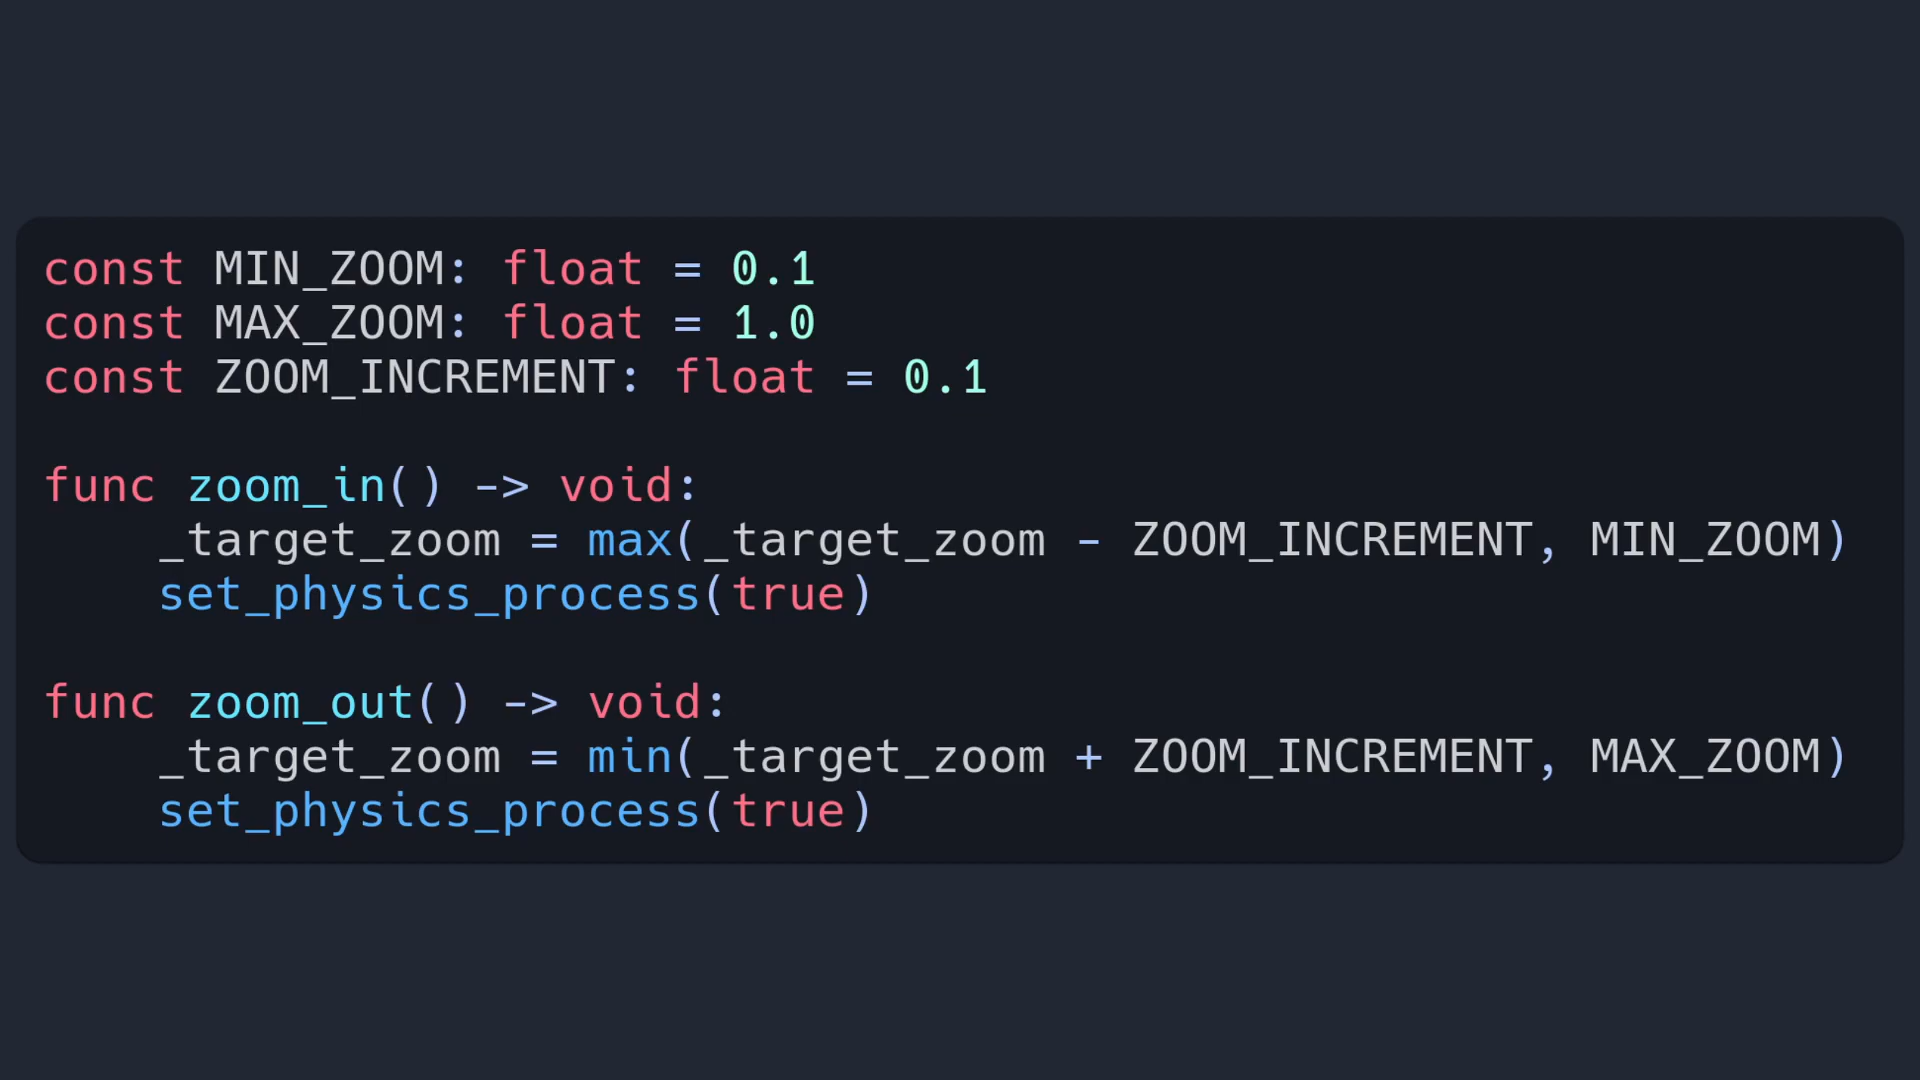 const MIN_ZOOM: float = 0.1
const MAX_ZOOM: float = 1.0
const ZOOM_INCREMENT: float = 0.1

func zoom_in() -> void:
    _target_zoom = max(_target_zoom - ZOOM_INCREMENT, MIN_ZOOM)
    set_physics_process(true)

func zoom_out() -> void:
    _target_zoom = min(_target_zoom + ZOOM_INCREMENT, MAX_ZOOM)
    set_physics_process(true)